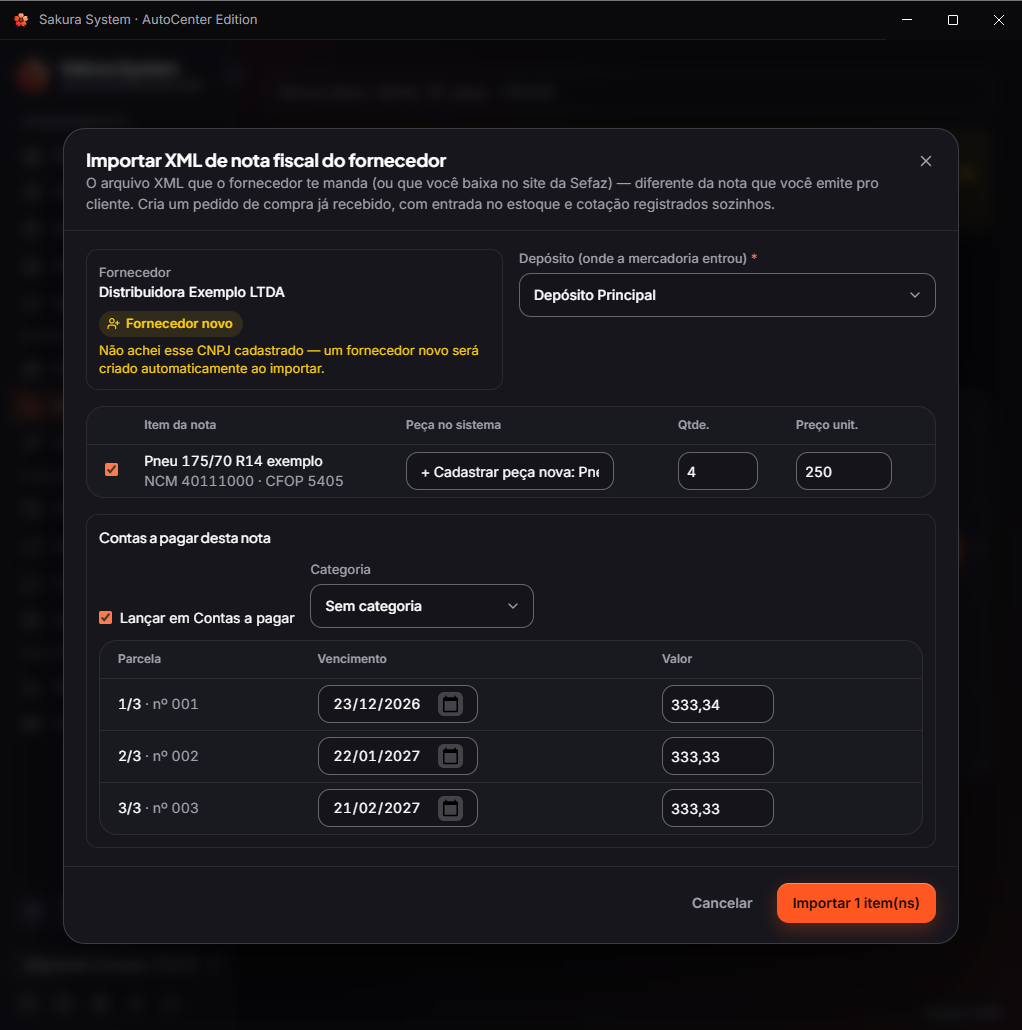 Sakura System · AutoCenter Edition
Importar XML de nota fiscal do fornecedor
O arquivo XML que o fornecedor te manda (ou que você baixa no site da Sefaz) — diferente da nota que você emite pro
cliente. Cria um pedido de compra já recebido, com entrada no estoque e cotação registrados sozinhos.
Fornecedor
Distribuidora Exemplo LTDA
Fornecedor novo
Não achei esse CNPJ cadastrado — um fornecedor novo será
criado automaticamente ao importar.
Depósito (onde a mercadoria entrou) *
Depósito Principal
Item da nota Peça no sistema Qtde. Preço unit.
Pneu 175/70 R14 exemplo
NCM 40111000 · CFOP 5405
+ Cadastrar peça nova: Pne 4 250
Contas a pagar desta nota
Categoria
Lançar em Contas a pagar Sem categoria
Parcela Vencimento Valor
1/3 · nº 001 23/12/2026 333,34
2/3 · nº 002 22/01/2027 333,33
3/3 · nº 003 21/02/2027 333,33
Cancelar Importar 1 item(ns)